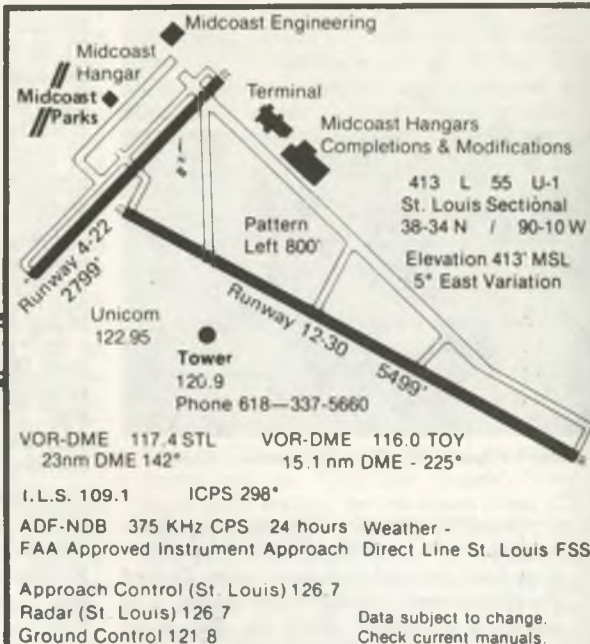 Midcoast Engineering
Midcoast
Hangar
Midcoast
Parks
Terminal
Midcoast Hangars
Completions & Modifications
413 L 55 U-1
St. Louis Sectional
38-34 N / 90-10 W
Elevation 413' MSL
5° East Variation
Pattern
Left 800'
Runway 4-22
2799'
Runway 12-30
5499'
Unicom
122.95
Tower
120.9
Phone 618—337-5660
VOR-DME 117.4 STL
23nm DME 142°
VOR-DME 116.0 TOY
15.1 nm DME - 225°
I.L.S. 109.1 ICPS 298°
ADF-NDB 375 KHz CPS 24 hours Weather -
FAA Approved Instrument Approach Direct Line St. Louis FSS
Approach Control (St. Louis) 126.7
Radar (St. Louis) 126.7
Ground Control 121.8
Data subject to change.
Check current manuals.